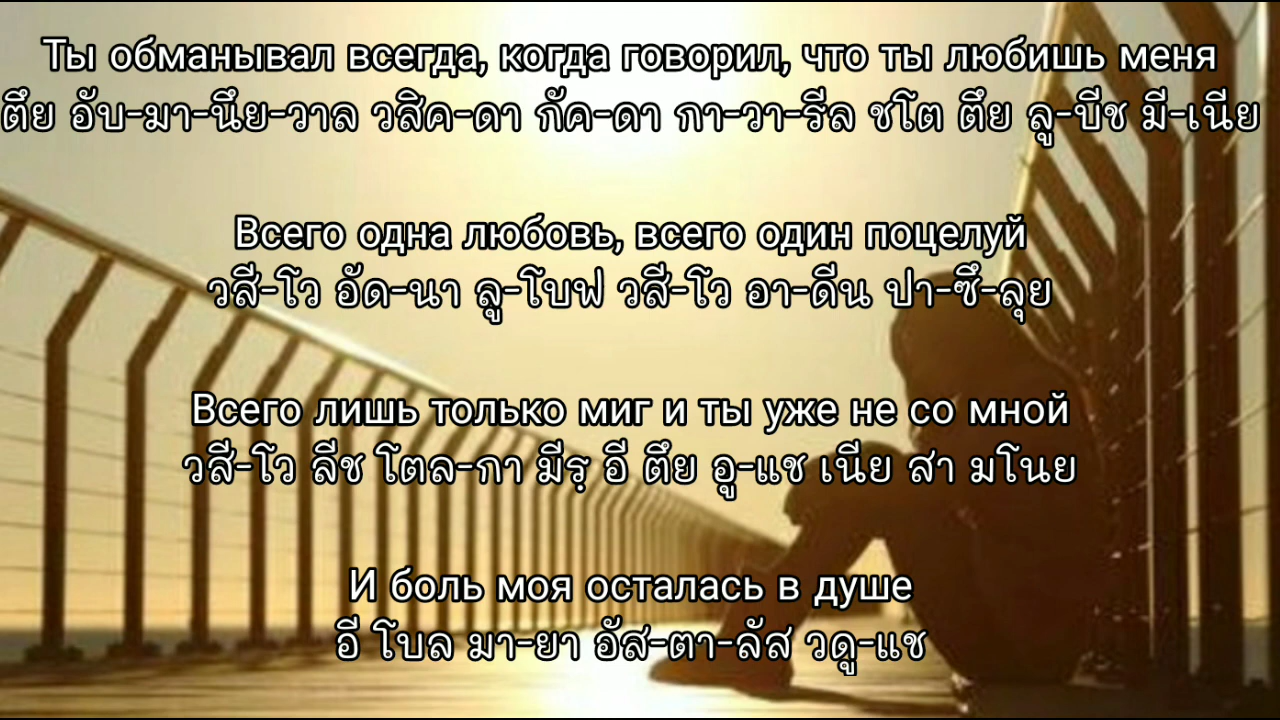 Ты обманывал всегда, когда говорил, что ты любишь меня
ตึย อับ-มา-นึย-วาล วสิค-ดา กัค-ดา กา-วา-รีล ชโต ตึย ลู-บีช มี-เนีย
Всего одна любовь, всего один поцелуй
วสี-โว อัด-นา ลู-โบฟ วสี-โว อา-ดีน ปา-ซึ-ลุย
Всего лишь только миг и ты уже не со мной
วสี-โว ลีช โตล-กา มีรฺ อี ตึย อู-แช เนีย สา มโนย
И боль моя осталась в душе
อี โบล มา-ยา อัส-ตา-ลัส วดู-แช